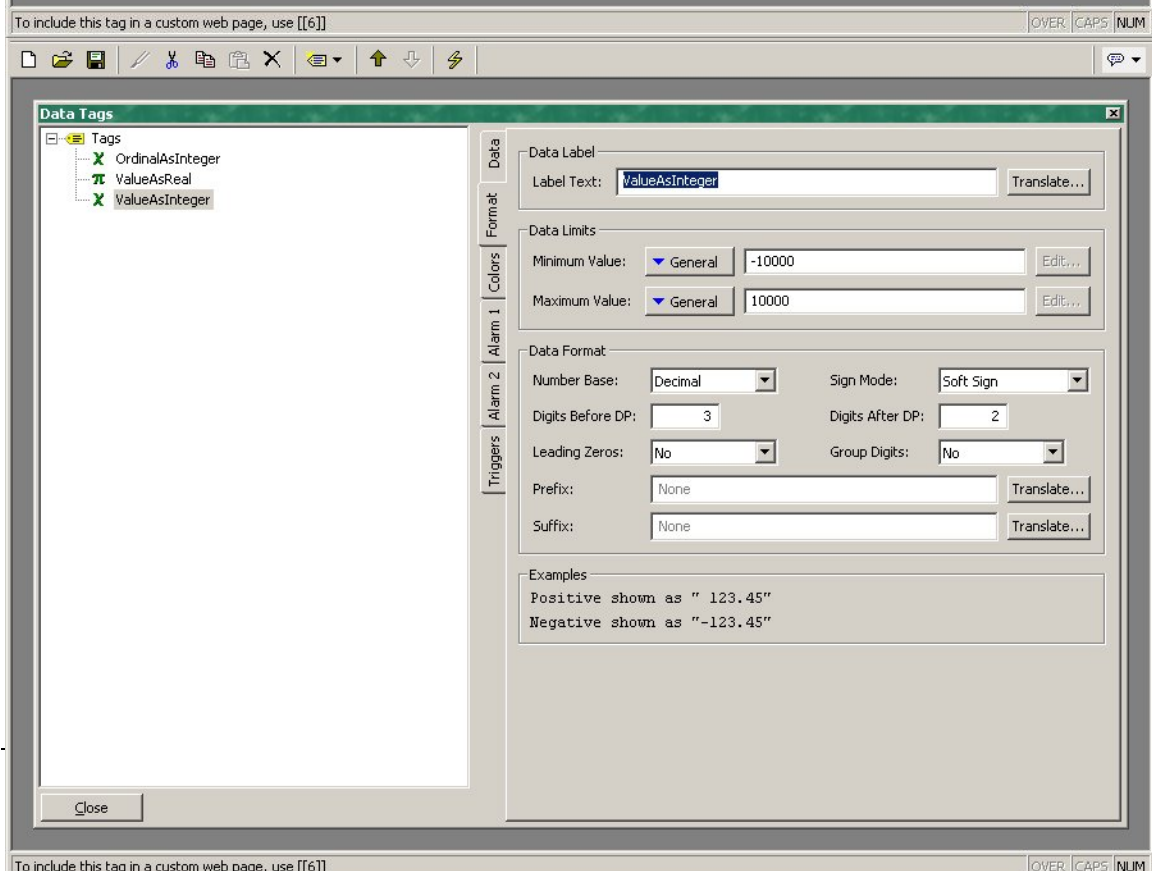 To include this tag in a custom web page, use [[6]] OVER CAPS NUM
Data Tags
Tags
OrdinalAsInteger
ValueAsReal
ValueAsInteger
Close
Data
Format
Colors
Alarm 1
Alarm 2
Triggers
Data Label
Label Text: ValueAsInteger Translate...
Data Limits
Minimum Value: General -10000 Edit...
Maximum Value: General 10000 Edit...
Data Format
Number Base: Decimal Sign Mode: Soft Sign
Digits Before DP: 3 Digits After DP: 2
Leading Zeros: No Group Digits: No
Prefix: None Translate...
Suffix: None Translate...
Examples
Positive shown as " 123.45"
Negative shown as "-123.45"
To include this tag in a custom web page, use [[6]] OVER CAPS NUM